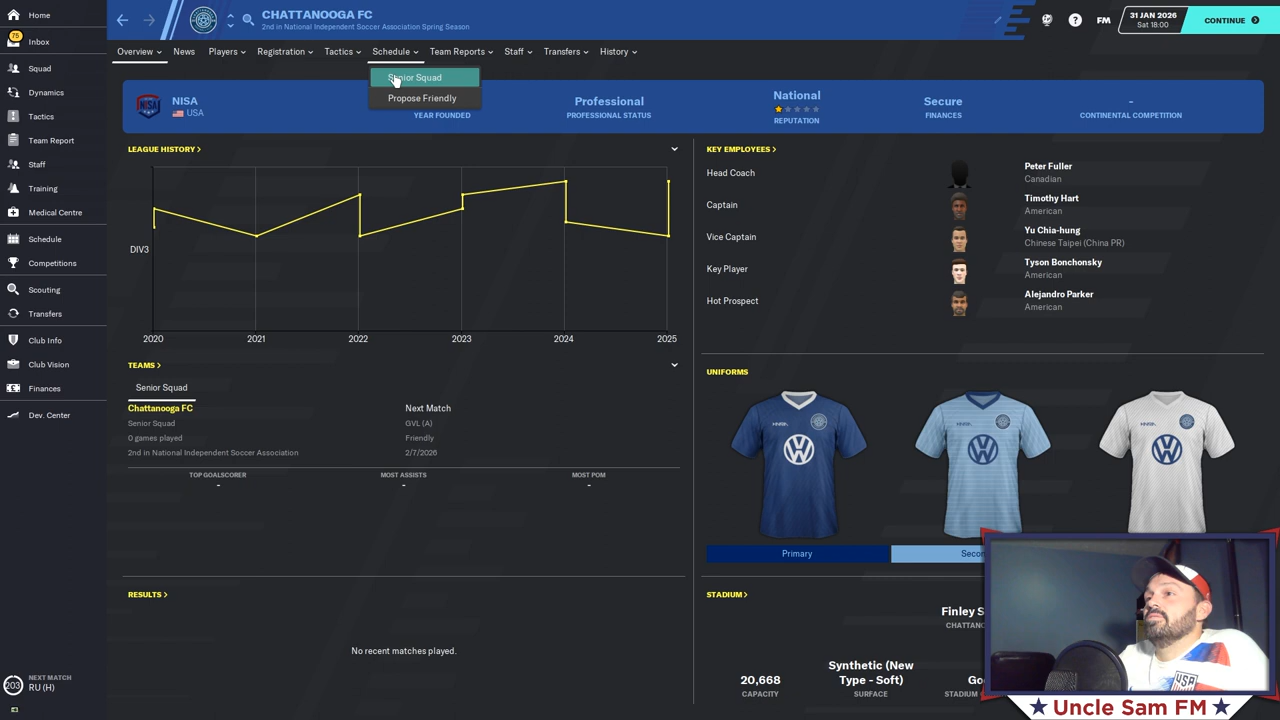 Home
75
Inbox
Squad
Dynamics
Tactics
Team Report
Staff
Training
Medical Centre
Schedule
Competitions
Scouting
Transfers
Club Info
Club Vision
Finances
Dev. Center
203
NEXT MATCH
RU (H)
CHATTANOOGA FC
2nd in National Independent Soccer Association Spring Season
?
FM
31 JAN 2026
Sat 18:00
CONTINUE
Overview
News
Players
Registration
Tactics
Schedule
Team Reports
Staff
Transfers
History
Senior Squad
Propose Friendly
NISA
USA
YEAR FOUNDED
Professional
PROFESSIONAL STATUS
National
REPUTATION
Secure
FINANCES
-
CONTINENTAL COMPETITION
LEAGUE HISTORY >
DIV3
2020 2021 2022 2023 2024 2025
TEAMS >
Senior Squad
Chattanooga FC
Senior Squad
0 games played
2nd in National Independent Soccer Association
Next Match
GVL (A)
Friendly
2/7/2026
TOP GOALSCORER
-
MOST ASSISTS
-
MOST POM
-
RESULTS >
No recent matches played.
KEY EMPLOYEES >
Head Coach
Peter Fuller
Canadian
Captain
Timothy Hart
American
Vice Captain
Yu Chia-hung
Chinese Taipei (China PR)
Key Player
Tyson Bonchonsky
American
Hot Prospect
Alejandro Parker
American
UNIFORMS
Primary
STADIUM >
20,668
CAPACITY
Synthetic (New
Type - Soft)
SURFACE
USA
Uncle Sam FM